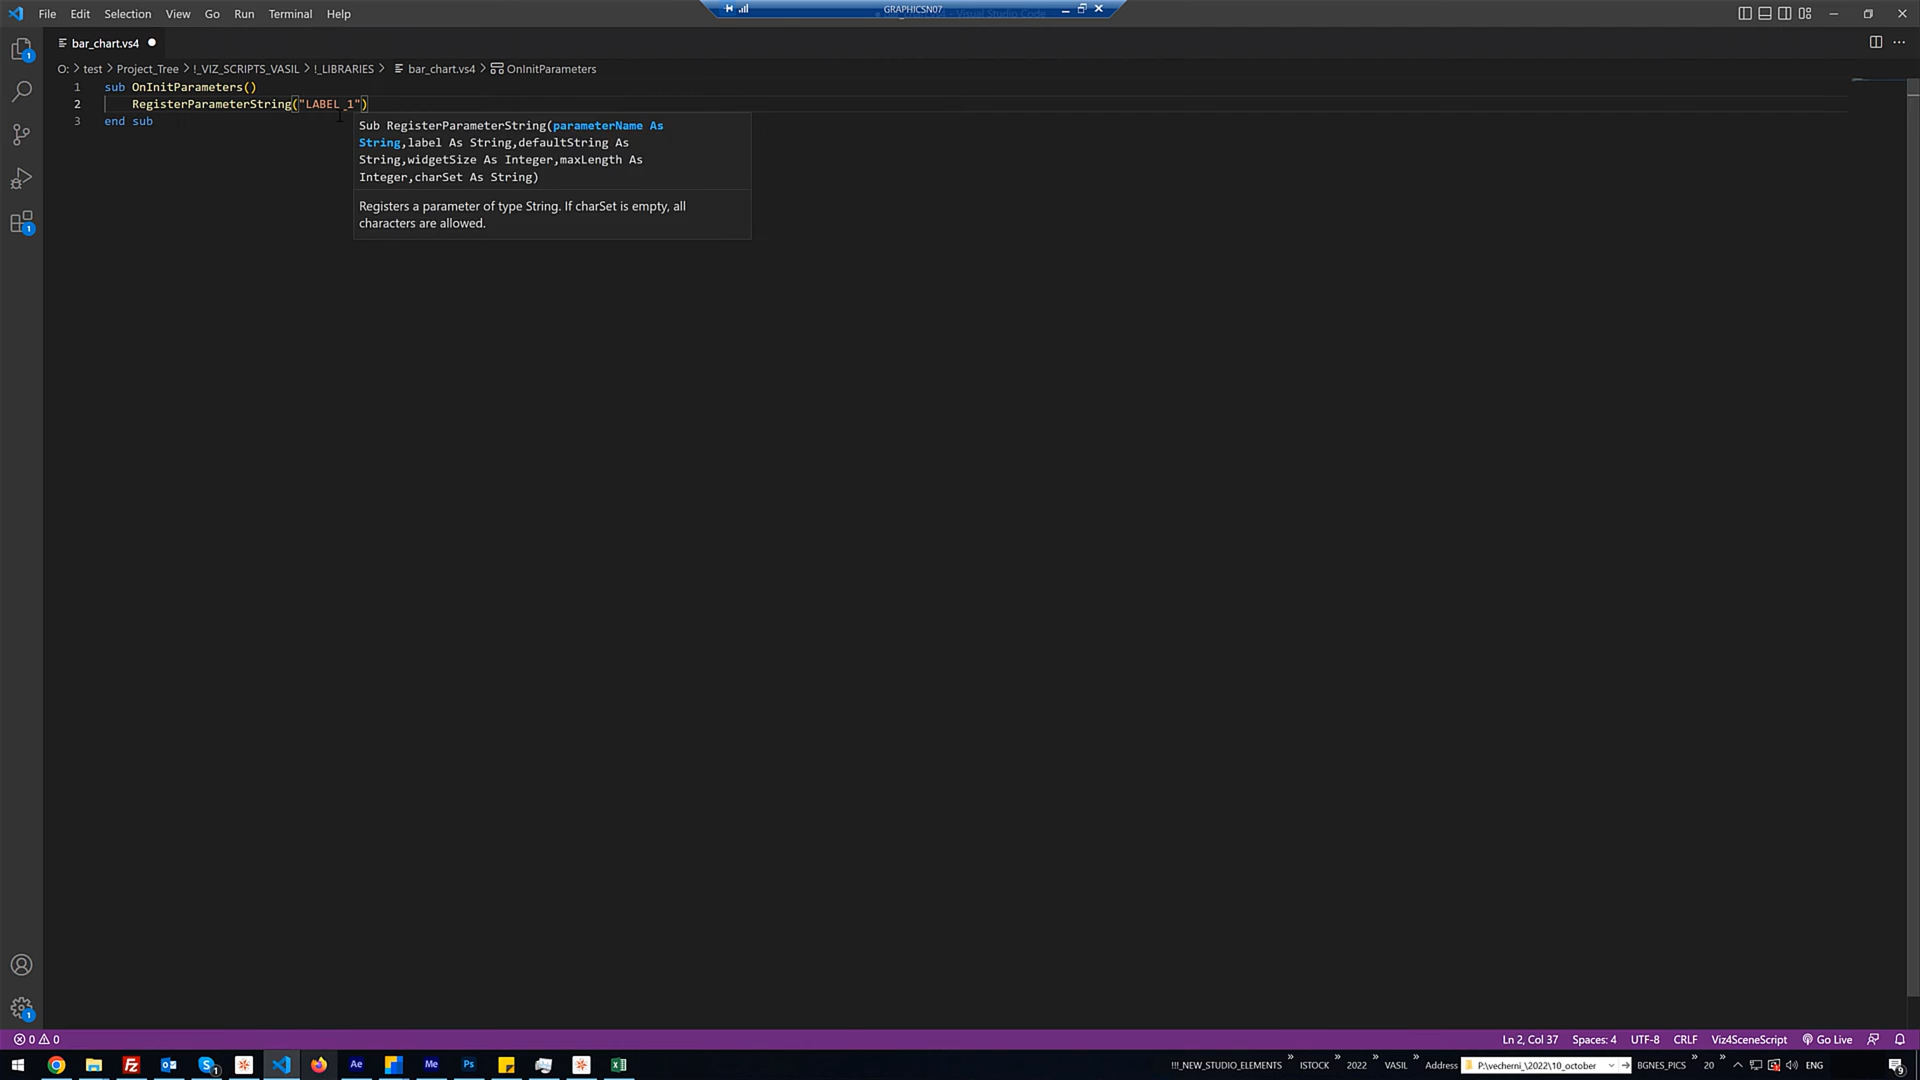 File Edit Selection View Go Run Terminal Help
GRAPHICSN07
bar_chart.vs4
O: > test > Project_Tree > !_VIZ_SCRIPTS_VASIL > !_LIBRARIES > bar_chart.vs4 > OnInitParameters
1 sub OnInitParameters()
2 RegisterParameterString("LABEL_1")
3 end sub
Sub RegisterParameterString(parameterName As
String,label As String,defaultString As
String,widgetSize As Integer,maxLength As
Integer,charSet As String)
Registers a parameter of type String. If charSet is empty, all
characters are allowed.
0 0
Ln 2, Col 37 Spaces: 4 UTF-8 CRLF Viz4SceneScript Go Live
!!!_NEW_STUDIO_ELEMENTS » ISTOCK » 2022 » VASIL » Address P:\vecherni_\2022\10_october BGNES_PICS » 20 » ENG